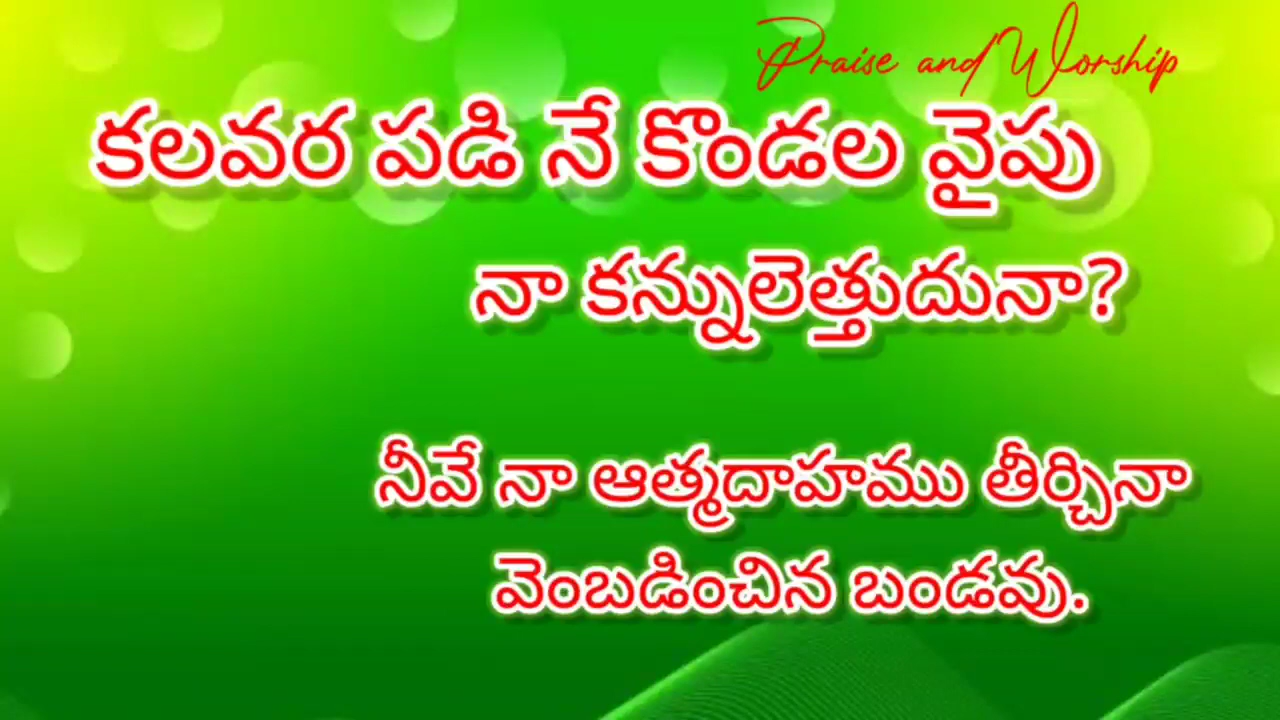 Praise and Worship
కలవర పడి నే కొండల వైపు
నా కన్నులెత్తుదునా?
నీవే నా ఆత్మదాహము తీర్చినా
వెంబడించిన బండవు.